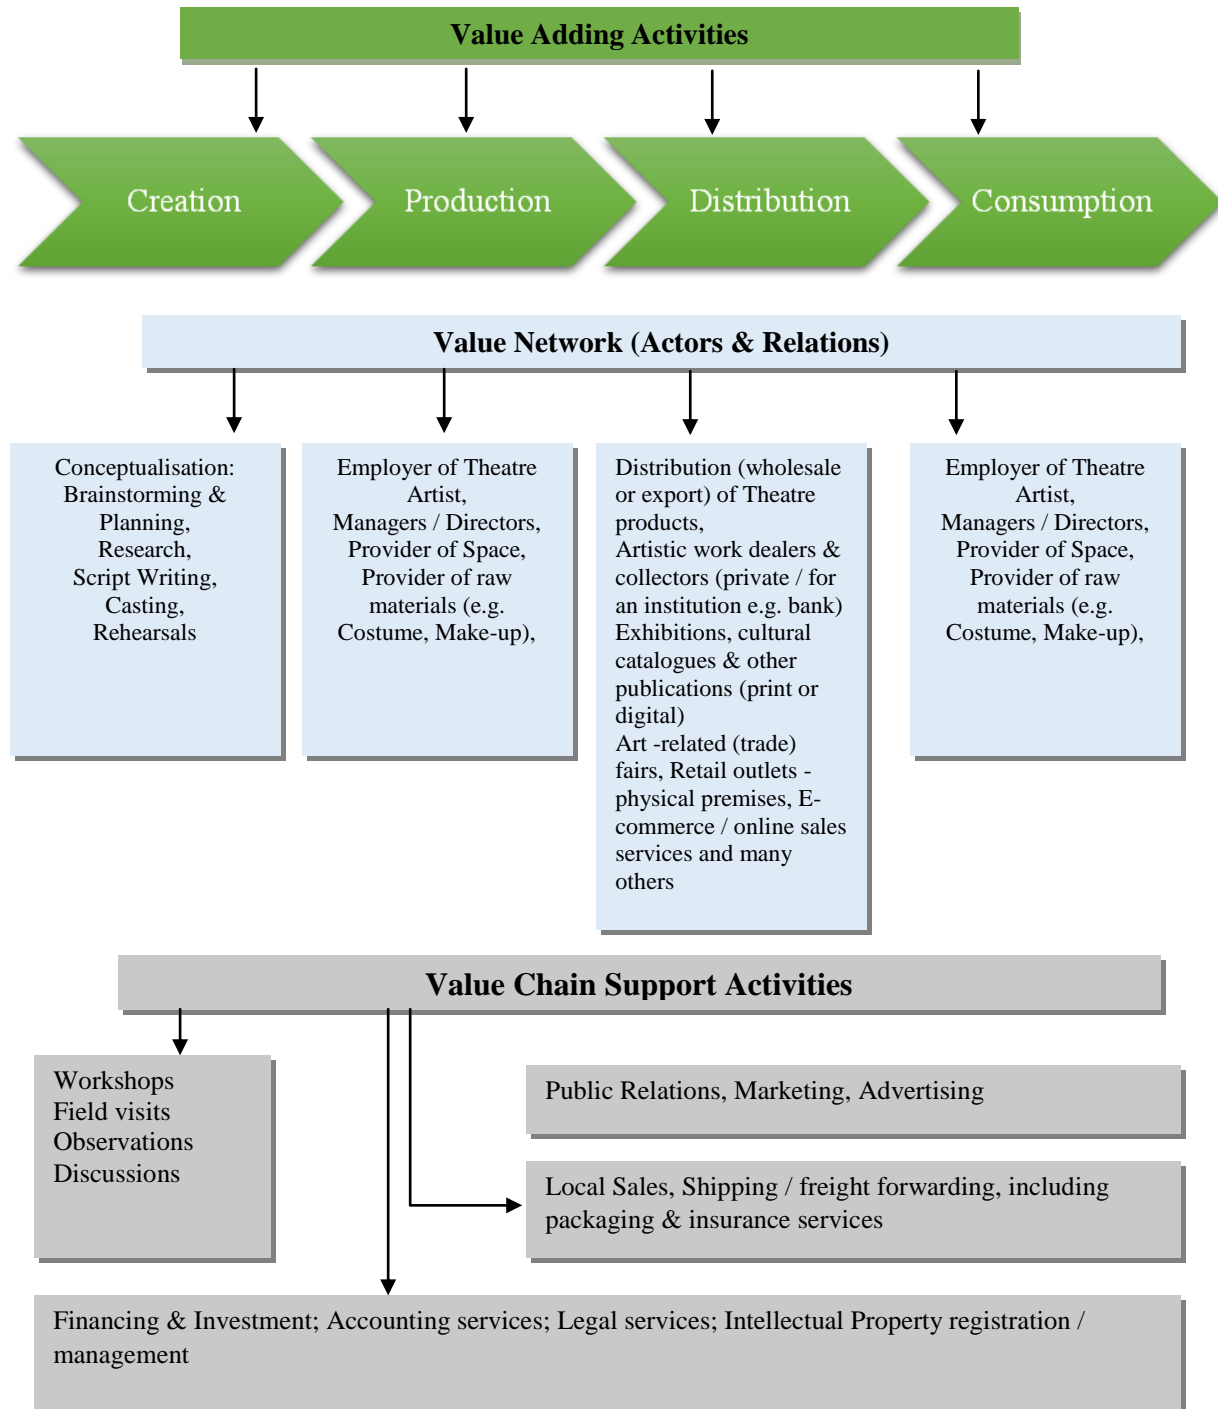 Value Adding Activities
Creation
Production
Distribution
Consumption
Value Network (Actors & Relations)
Conceptualisation:
Brainstorming &
Planning,
Research,
Script Writing,
Casting,
Rehearsals
Employer of Theatre
Artist,
Managers / Directors,
Provider of Space,
Provider of raw
materials (e.g.
Costume, Make-up),
Distribution (wholesale
or export) of Theatre
products,
Artistic work dealers &
collectors (private / for
an institution e.g. bank)
Exhibitions, cultural
catalogues & other
publications (print or
digital)
Art -related (trade)
fairs, Retail outlets -
physical premises, E-
commerce / online sales
services and many
others
Employer of Theatre
Artist,
Managers / Directors,
Provider of Space,
Provider of raw
materials (e.g.
Costume, Make-up),
Value Chain Support Activities
Workshops
Field visits
Observations
Discussions
Public Relations, Marketing, Advertising
Local Sales, Shipping / freight forwarding, including
packaging & insurance services
Financing & Investment; Accounting services; Legal services; Intellectual Property registration /
management